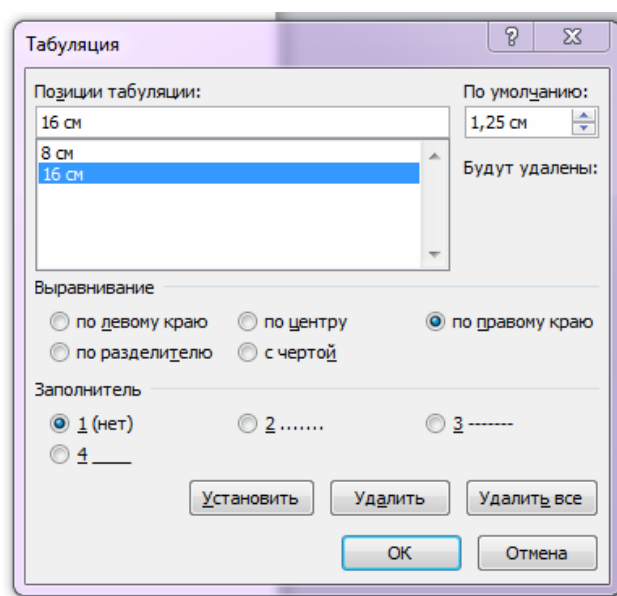 Табуляция
Позиции табуляции: По умолчанию:
16 см 1,25 см
8 см
16 см
Будут удалены:
Выравнивание
по левому краю по центру по правому краю
по разделителю с чертой
Заполнитель
1 (нет) 2 ....... 3 -------
4 ____
Установить Удалить Удалить все
ОК Отмена